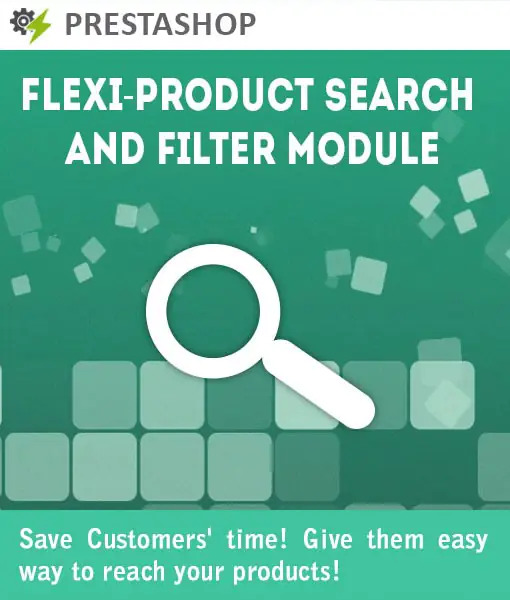 PRESTASHOP
FLEXI-PRODUCT SEARCH
AND FILTER MODULE
Save Customers' time! Give them easy
way to reach your products!